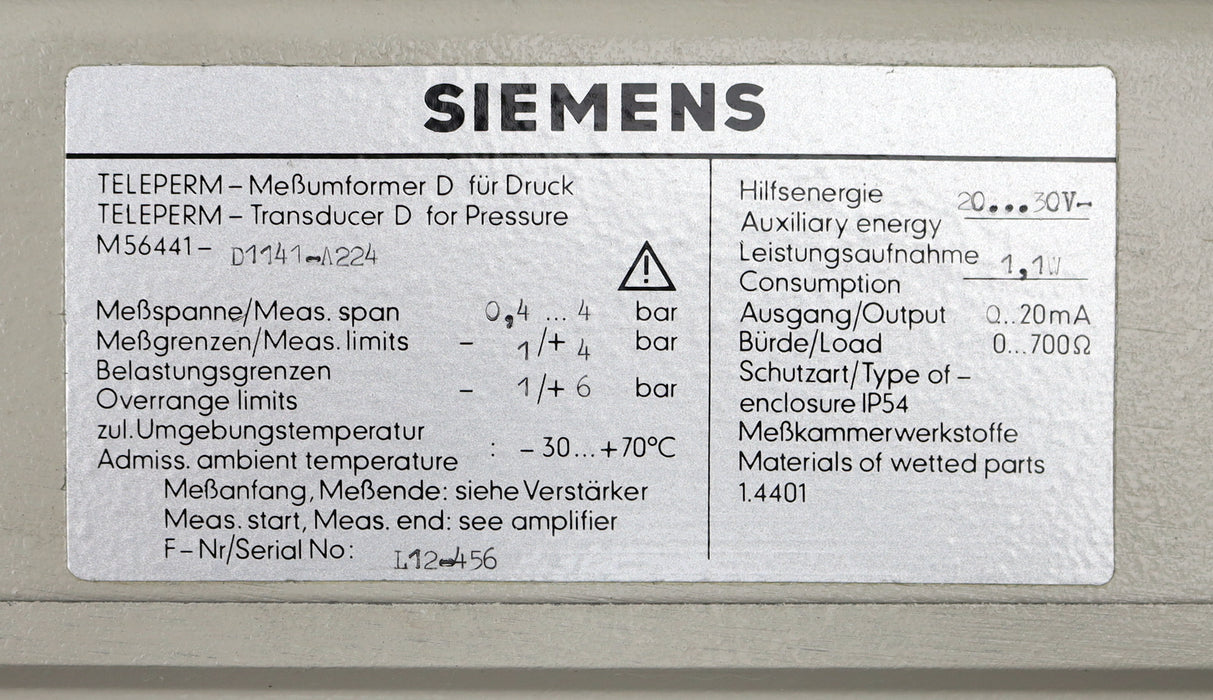 SIEMENS
TELEPERM – Meßumformer D für Druck
TELEPERM – Transducer D for Pressure
M56441 – D1141-A224
Meßspanne/Meas. span 0,4 ... 4 bar
Meßgrenzen/Meas. limits – 1/+ 4 bar
Belastungsgrenzen
Overrange limits – 1/+ 6 bar
zul. Umgebungstemperatur
Admiss. ambient temperature : – 30...+70°C
Meßanfang, Meßende: siehe Verstärker
Meas. start, Meas. end: see amplifier
F – Nr/Serial No: L12-456
Hilfsenergie 20...30V-
Auxiliary energy
Leistungsaufnahme 1,1W
Consumption
Ausgang/Output 0...20mA
Bürde/Load 0...700Ω
Schutzart/Type of –
enclosure IP54
Meßkammerwerkstoffe
Materials of wetted parts
1.4401